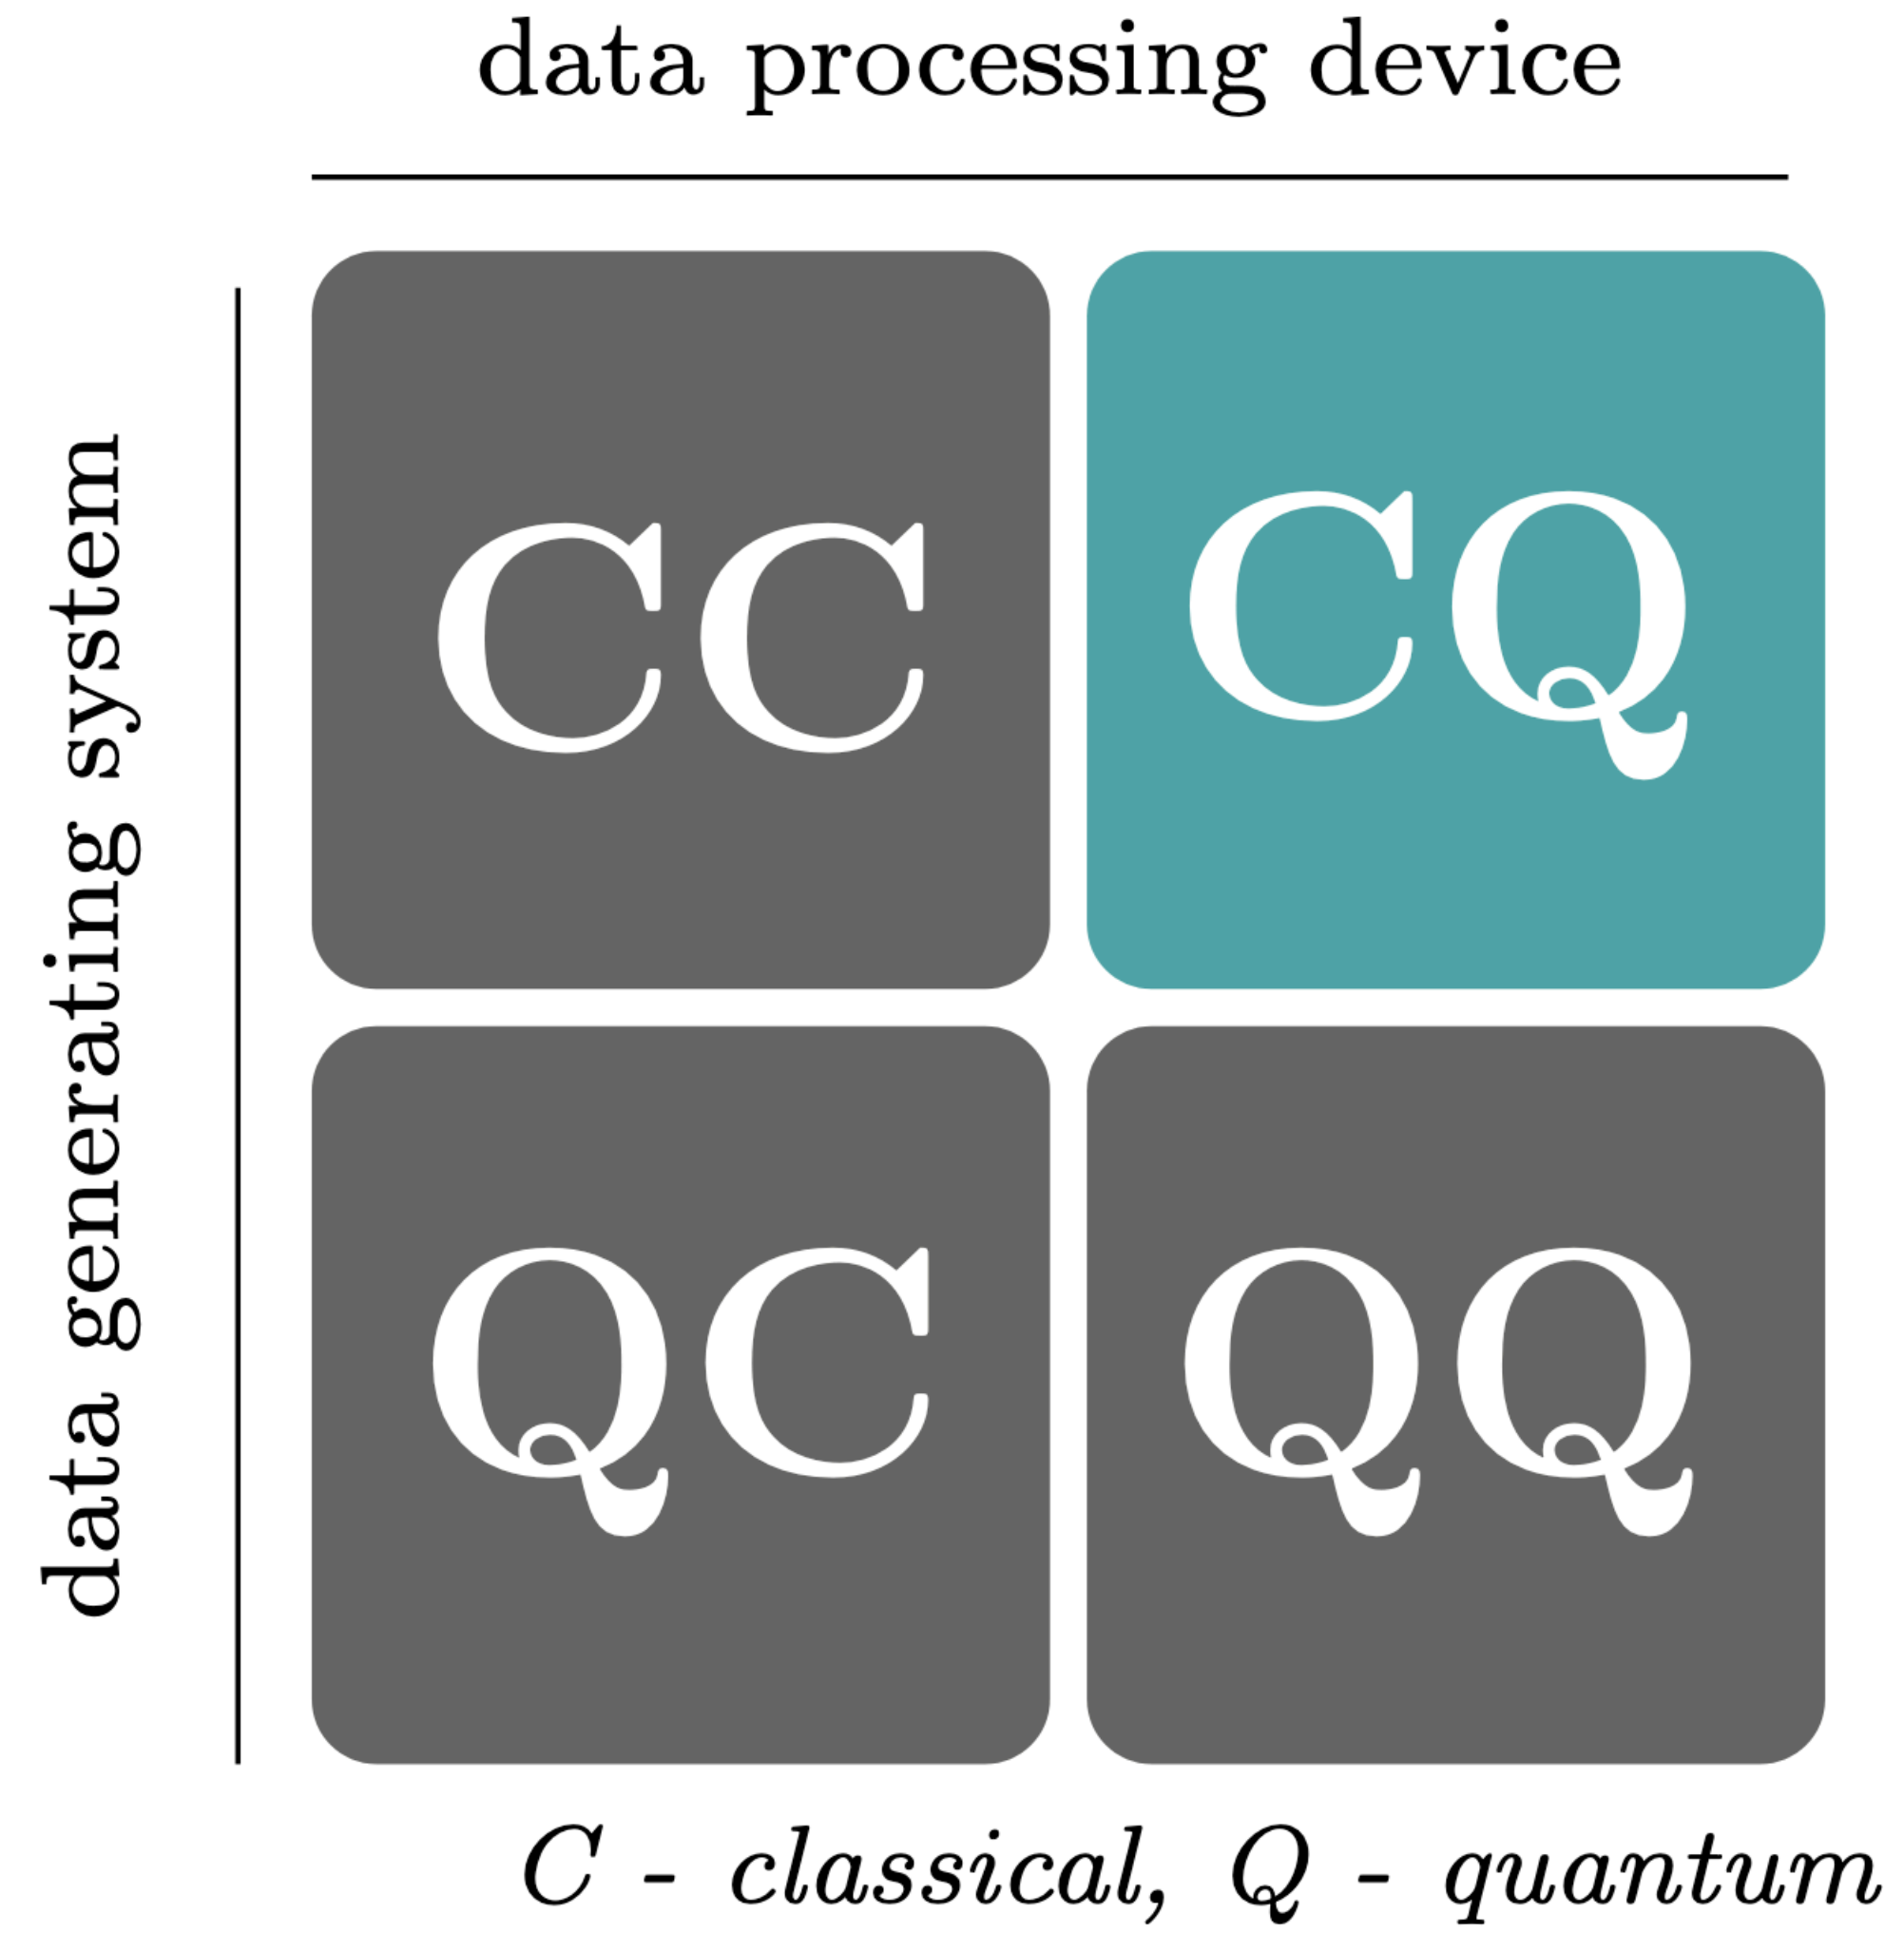 data processing device
data generating system
CC
CQ
QC
QQ
C - classical, Q - quantum